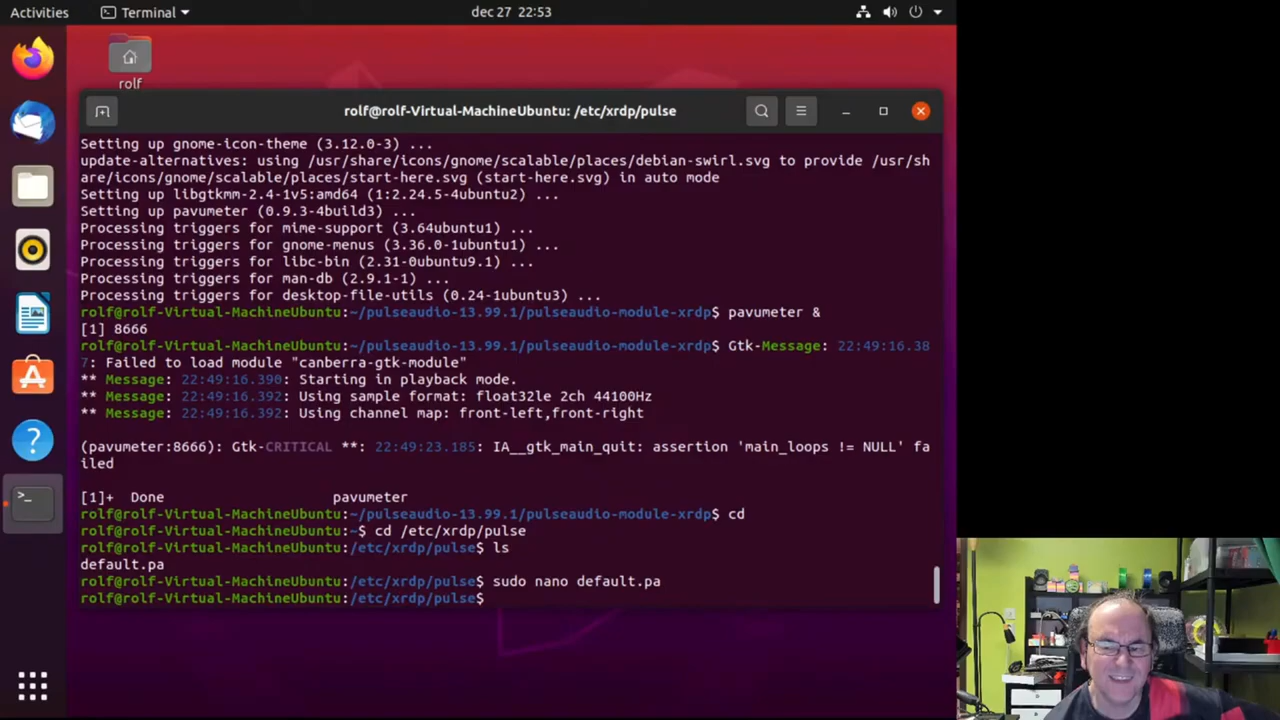 Activities
Terminal
dec 27 22:53
rolf
rolf@rolf-Virtual-MachineUbuntu: /etc/xrdp/pulse
Setting up gnome-icon-theme (3.12.0-3) ...
update-alternatives: using /usr/share/icons/gnome/scalable/places/debian-swirl.svg to provide /usr/sh
are/icons/gnome/scalable/places/start-here.svg (start-here.svg) in auto mode
Setting up libgtkmm-2.4-1v5:amd64 (1:2.24.5-4ubuntu2) ...
Setting up pavumeter (0.9.3-4build3) ...
Processing triggers for mime-support (3.64ubuntu1) ...
Processing triggers for gnome-menus (3.36.0-1ubuntu1) ...
Processing triggers for libc-bin (2.31-0ubuntu9.1) ...
Processing triggers for man-db (2.9.1-1) ...
Processing triggers for desktop-file-utils (0.24-1ubuntu3) ...
rolf@rolf-Virtual-MachineUbuntu:~/pulseaudio-13.99.1/pulseaudio-module-xrdp$ pavumeter &
[1] 8666
rolf@rolf-Virtual-MachineUbuntu:~/pulseaudio-13.99.1/pulseaudio-module-xrdp$ Gtk-Message: 22:49:16.38
7: Failed to load module "canberra-gtk-module"
** Message: 22:49:16.390: Starting in playback mode.
** Message: 22:49:16.392: Using sample format: float32le 2ch 44100Hz
** Message: 22:49:16.392: Using channel map: front-left,front-right
(pavumeter:8666): Gtk-CRITICAL **: 22:49:23.185: IA__gtk_main_quit: assertion 'main_loops != NULL' fa
iled
[1]+  Done                    pavumeter
rolf@rolf-Virtual-MachineUbuntu:~/pulseaudio-13.99.1/pulseaudio-module-xrdp$ cd
rolf@rolf-Virtual-MachineUbuntu:~$ cd /etc/xrdp/pulse
rolf@rolf-Virtual-MachineUbuntu:/etc/xrdp/pulse$ ls
default.pa
rolf@rolf-Virtual-MachineUbuntu:/etc/xrdp/pulse$ sudo nano default.pa
rolf@rolf-Virtual-MachineUbuntu:/etc/xrdp/pulse$